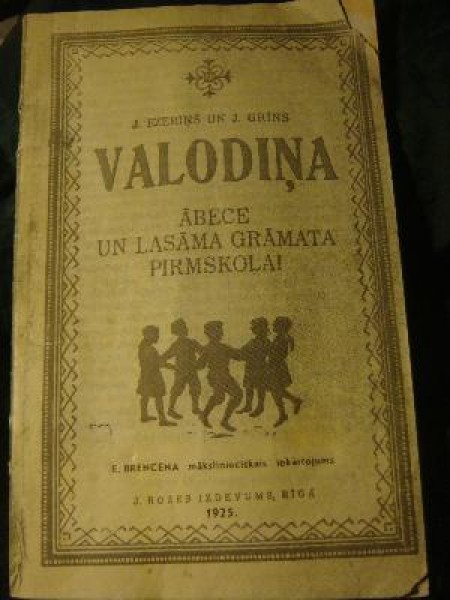 J. EZERIŅŠ UN J. GRĪNS
VALODIŅA
ĀBECE
UN LASĀMA GRĀMATA
PIRMSKOLAI
E. BRENCĒNA mākslinieciskais iekārtojums
J. ROZES IZDEVUMS, RĪGĀ
1925.